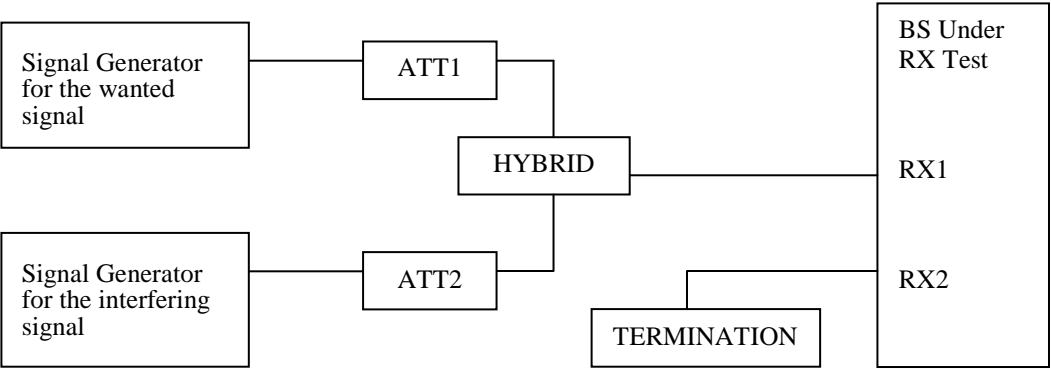 Signal Generator
for the wanted
signal
ATT1
HYBRID
Signal Generator
for the interfering
signal
ATT2
TERMINATION
BS Under
RX Test
RX1
RX2